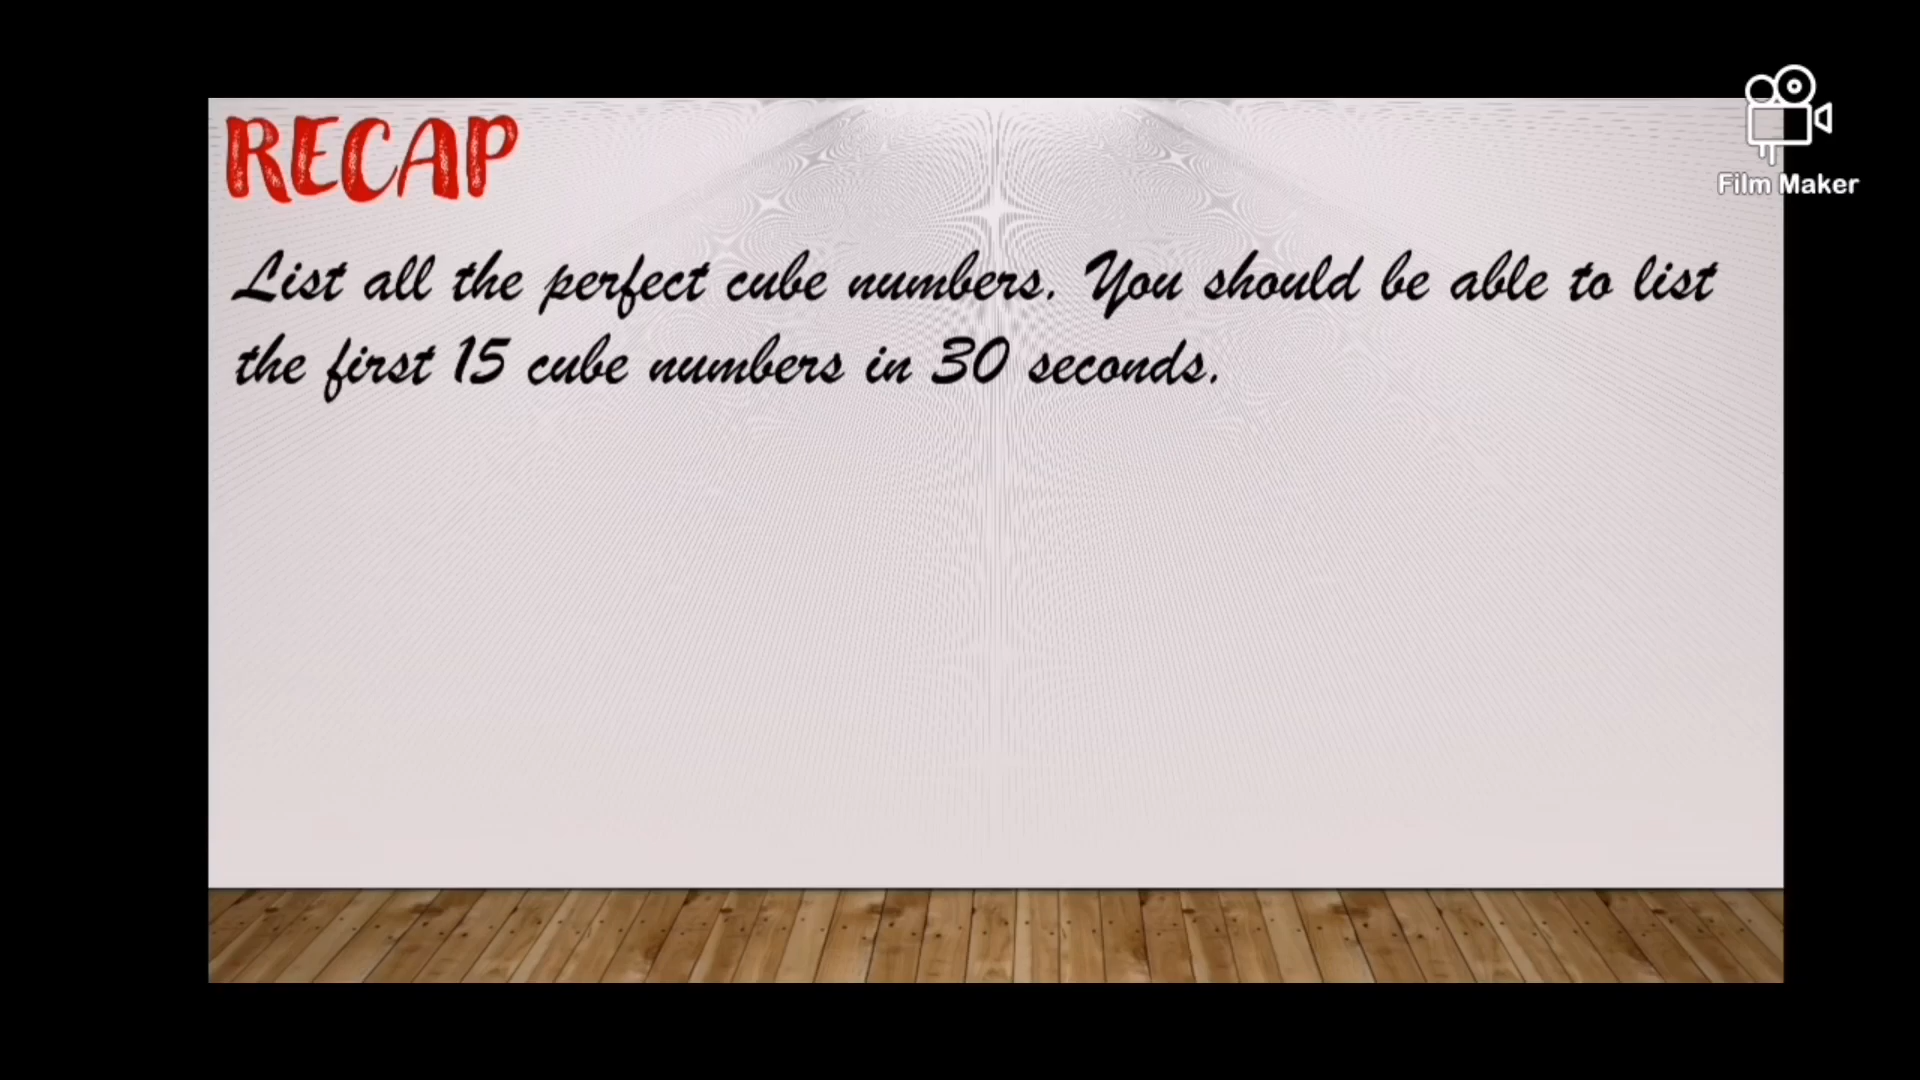 RECAP
Film Maker
List all the perfect cube numbers. You should be able to list
the first 15 cube numbers in 30 seconds.